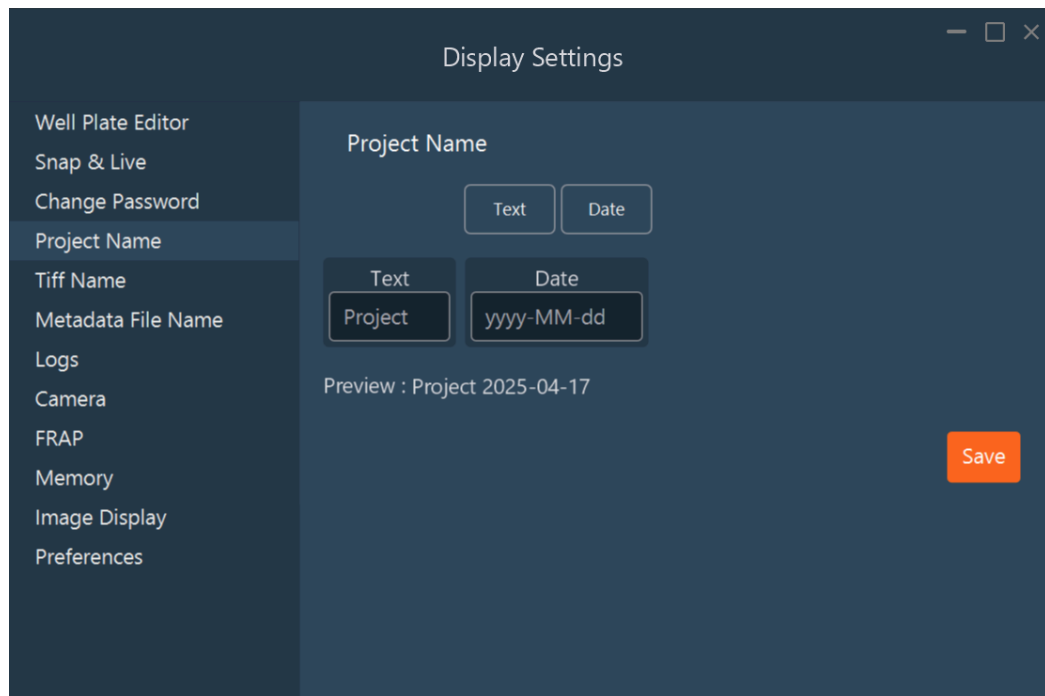 Display Settings
Well Plate Editor
Snap & Live
Change Password
Project Name
Tiff Name
Metadata File Name
Logs
Camera
FRAP
Memory
Image Display
Preferences
Project Name
Text Date
Text Date
Project yyyy-MM-dd
Preview : Project 2025-04-17
Save